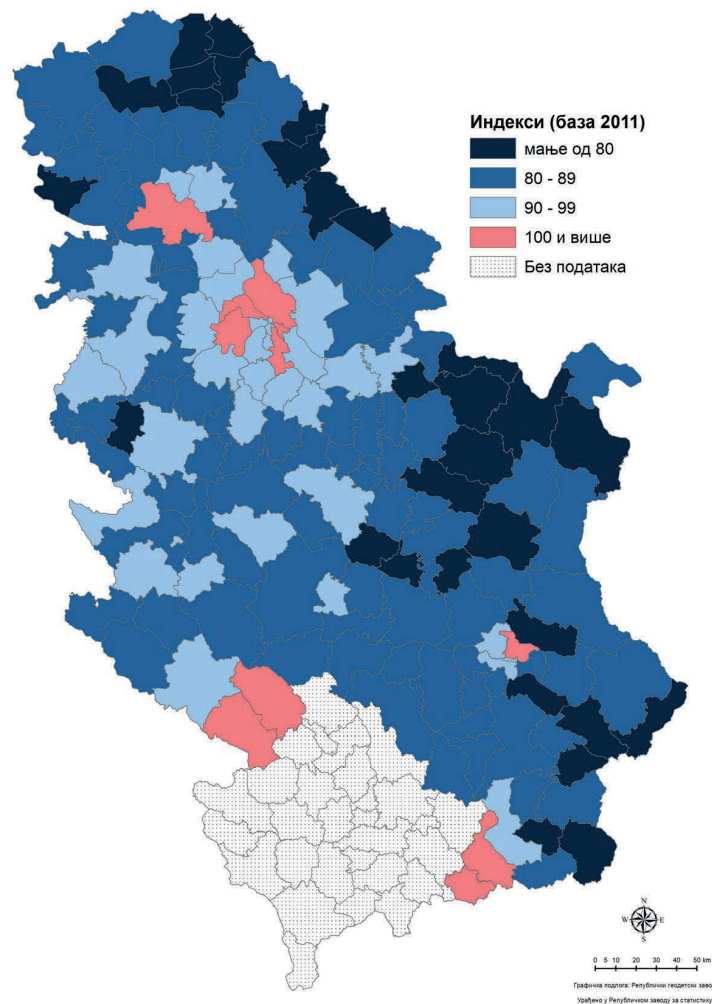 Индекси (база 2011)
мање од 80
80 - 89
90 - 99
100 и више
Без података
N
W E
S
0 5 10 20 30 40 50 km
Графичка подлога: Републички геодетски заво
Урађено у Републичком заводу за статистику